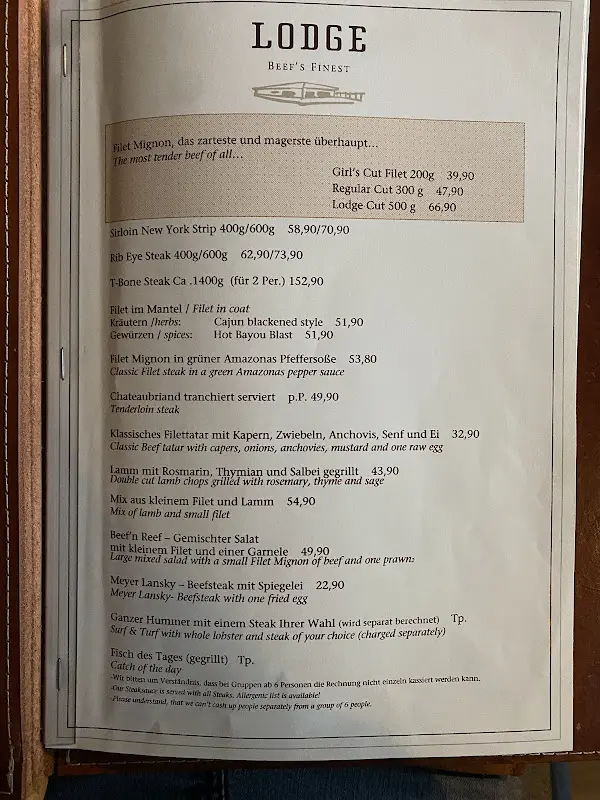 LODGE
BEEF'S FINEST
Filet Mignon, das zarteste und magerste überhaupt...
The most tender beef of all...
Girl's Cut Filet 200g 39,90
Regular Cut 300 g 47,90
Lodge Cut 500 g 66,90
Sirloin New York Strip 400g/600g 58,90/70,90
Rib Eye Steak 400g/600g 62,90/73,90
T-Bone Steak Ca .1400g (für 2 Per.) 152,90
Filet im Mantel / Filet in coat
Kräutern /herbs: Cajun blackened style 51,90
Gewürzen / spices: Hot Bayou Blast 51,90
Filet Mignon in grüner Amazonas Pfeffersoße 53,80
Classic Filet steak in a green Amazonas pepper sauce
Chateaubriand tranchiert serviert p.P. 49,90
Tenderloin steak
Klassisches Filettatar mit Kapern, Zwiebeln, Anchovis, Senf und Ei 32,90
Classic Beef tatar with capers, onions, anchovies, mustard and one raw egg
Lamm mit Rosmarin, Thymian und Salbei gegrillt 43,90
Double cut lamb chops grilled with rosemary, thyme and sage
Mix aus kleinem Filet und Lamm 54,90
Mix of lamb and small filet
Beef'n Reef – Gemischter Salat
mit kleinem Filet und einer Garnele 49,90
Large mixed salad with a small Filet Mignon of beef and one prawn:
Meyer Lansky – Beefsteak mit Spiegelei 22,90
Meyer Lansky- Beefsteak with one fried egg
Ganzer Hummer mit einem Steak Ihrer Wahl (wird separat berechnet) Tp.
Surf & Turf with whole lobster and steak of your choice (charged separately)
Fisch des Tages (gegrillt) Tp.
Catch of the day
-Wir bitten um Verständnis, dass bei Gruppen ab 6 Personen die Rechnung nicht einzeln kassiert werden kann.
-Our Steaksauce is served with all Steaks. Allergenic list is available!
-Please understand, that we can't cash up people separately from a group of 6 people.